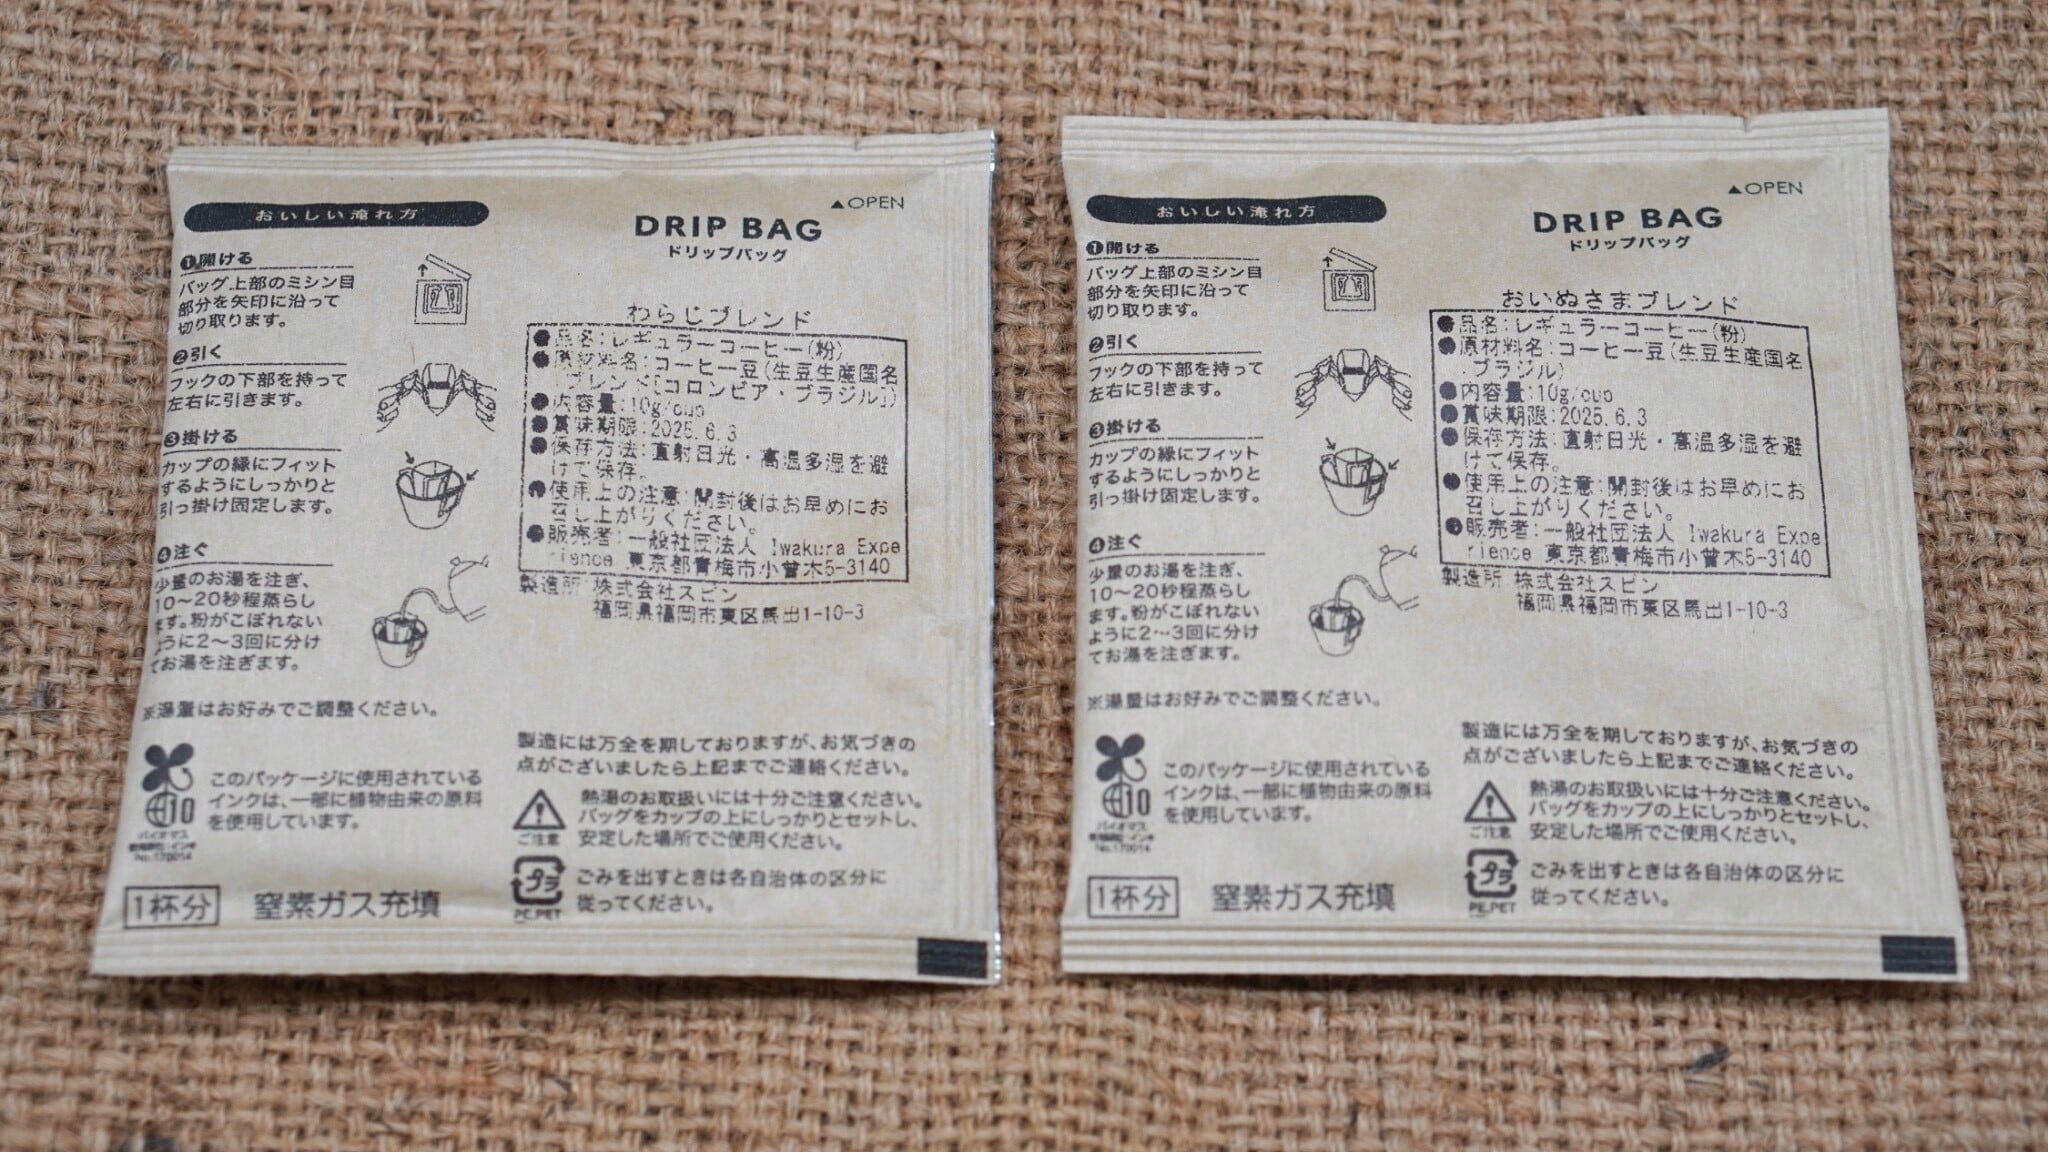 おいしい淹れ方
❶開ける
バッグ上部のミシン目
部分を矢印に沿って
切り取ります。
❷引く
フックの下部を持って
左右に引きます。
❸掛ける
カップの縁にフィット
するようにしっかりと
引っ掛け固定します。
❹注ぐ
少量のお湯を注ぎ、
10〜20秒程蒸らし
ます。粉がこぼれない
ように2〜3回に分け
てお湯を注ぎます。
※湯量はお好みでご調整ください。
10
バイオマス
No.170014
このパッケージに使用されている
インクは、一部に植物由来の原料
を使用しています。
1杯分
窒素ガス充填
▲OPEN
DRIP BAG
ドリップバッグ
わらじブレンド
●品名:レギュラーコーヒー(粉)
●原材料名:コーヒー豆(生豆生産国名
ブレンド[コロンビア・ブラジル])
●内容量:10g/cup
●賞味期限:2025.6.3
●保存方法:直射日光・高温多湿を避
けて保存。
●使用上の注意:開封後はお早めにお
召し上がりください。
●販売者:一般社団法人 Iwakura Expe
rience 東京都青梅市小曾木5-3140
製造所 株式会社スピン
福岡県福岡市東区馬出1-10-3
製造には万全を期しておりますが、お気づきの
点がございましたら上記までご連絡ください。
ご注意
熱湯のお取扱いには十分ご注意ください。
バッグをカップの上にしっかりとセットし、
安定した場所でご使用ください。
プラ
PE,PET
ごみを出すときは各自治体の区分に
従ってください。
おいしい淹れ方
❶開ける
バッグ上部のミシン目
部分を矢印に沿って
切り取ります。
❷引く
フックの下部を持って
左右に引きます。
❸掛ける
カップの縁にフィット
するようにしっかりと
引っ掛け固定します。
❹注ぐ
少量のお湯を注ぎ、
10〜20秒程蒸らし
ます。粉がこぼれない
ように2〜3回に分け
てお湯を注ぎます。
※湯量はお好みでご調整ください。
10
バイオマス
No.170014
このパッケージに使用されている
インクは、一部に植物由来の原料
を使用しています。
1杯分
窒素ガス充填
▲OPEN
DRIP BAG
ドリップバッグ
おいぬさまブレンド
●品名:レギュラーコーヒー(粉)
●原材料名:コーヒー豆(生豆生産国名
:ブラジル)
●内容量:10g/cup
●賞味期限:2025.6.3
●保存方法:直射日光・高温多湿を避
けて保存。
●使用上の注意:開封後はお早めにお
召し上がりください。
●販売者:一般社団法人 Iwakura Expe
rience 東京都青梅市小曾木5-3140
製造所 株式会社スピン
福岡県福岡市東区馬出1-10-3
製造には万全を期しておりますが、お気づきの
点がございましたら上記までご連絡ください。
ご注意
熱湯のお取扱いには十分ご注意ください。
バッグをカップの上にしっかりとセットし、
安定した場所でご使用ください。
プラ
PE,PET
ごみを出すときは各自治体の区分に
従ってください。